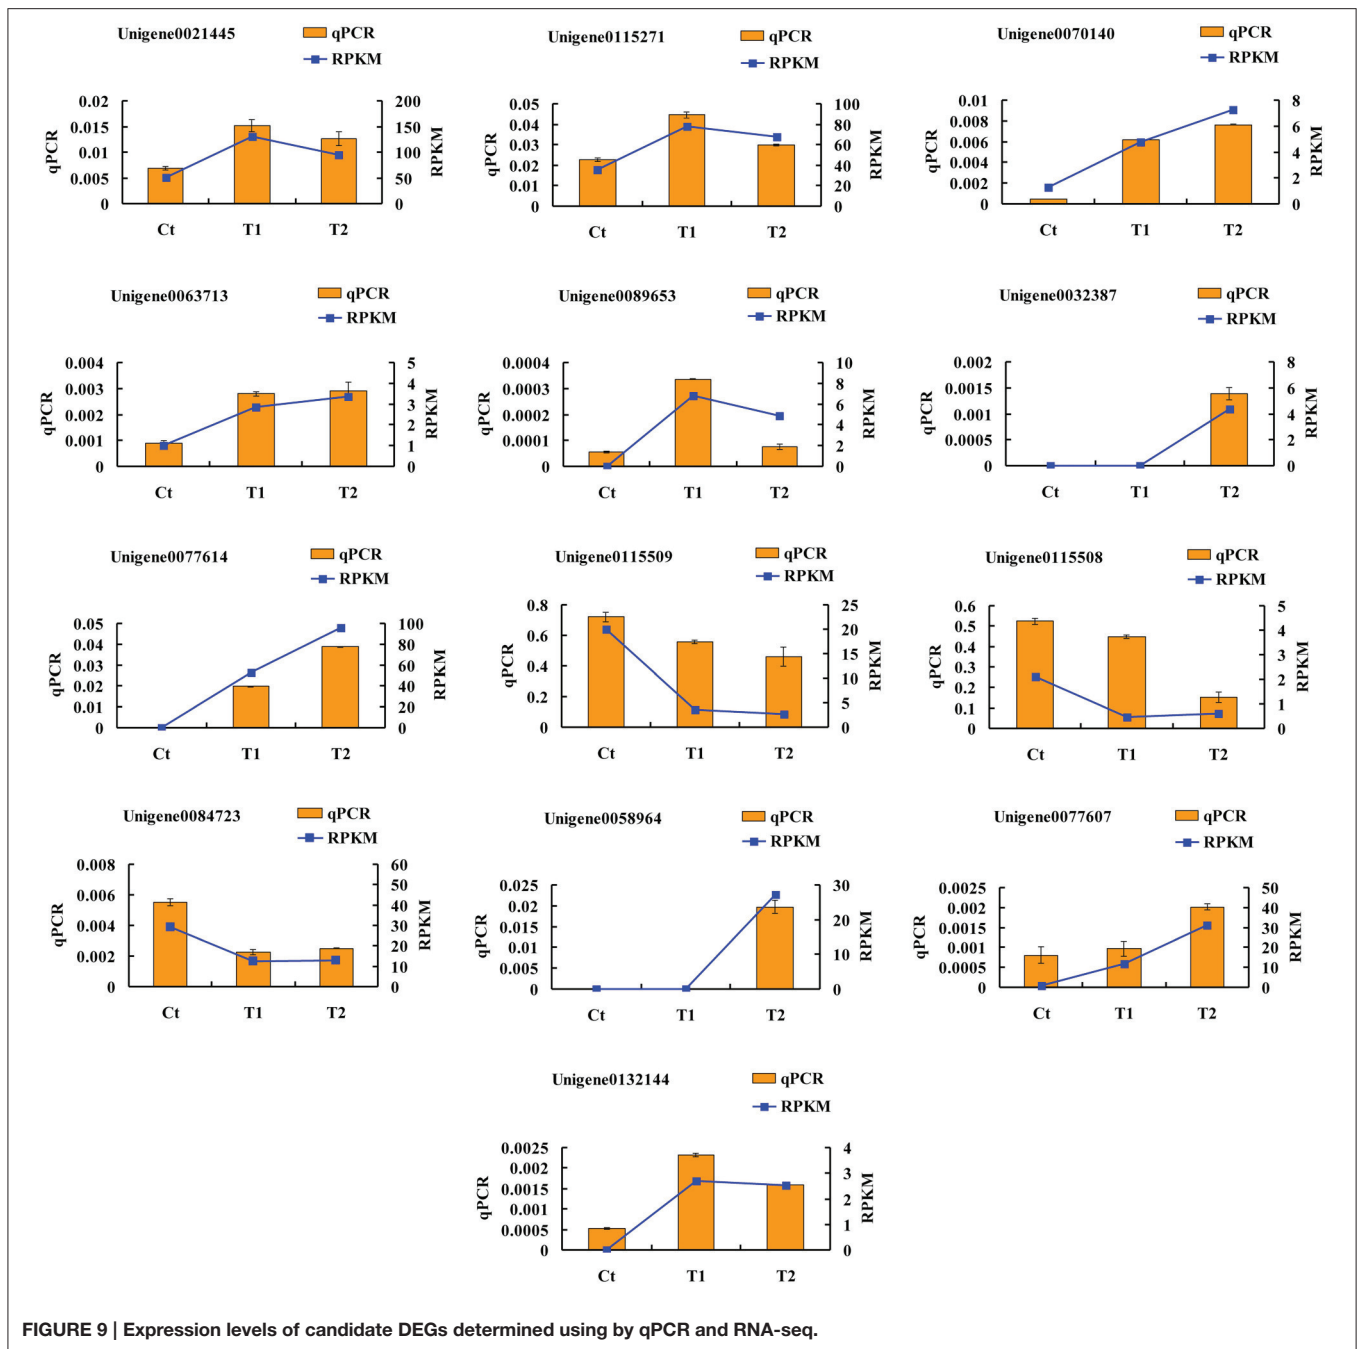 Unigene0021445
qPCR
RPKM
qPCR
0.02
0.015
0.01
0.005
0
200
150
100
50
0
RPKM
Ct T1 T2
Unigene0115271
qPCR
RPKM
qPCR
0.05
0.04
0.03
0.02
0.01
0
100
80
60
40
20
0
RPKM
Ct T1 T2
Unigene0070140
qPCR
RPKM
qPCR
0.01
0.008
0.006
0.004
0.002
0
8
6
4
2
0
RPKM
Ct T1 T2
Unigene0063713
qPCR
RPKM
qPCR
0.004
0.003
0.002
0.001
0
5
4
3
2
1
0
RPKM
Ct T1 T2
Unigene0089653
qPCR
RPKM
qPCR
0.0004
0.0003
0.0002
0.0001
0
10
8
6
4
2
0
RPKM
Ct T1 T2
Unigene0032387
qPCR
RPKM
qPCR
0.002
0.0015
0.001
0.0005
0
8
6
4
2
0
RPKM
Ct T1 T2
Unigene0077614
qPCR
RPKM
qPCR
0.05
0.04
0.03
0.02
0.01
0
100
80
60
40
20
0
RPKM
Ct T1 T2
Unigene0115509
qPCR
RPKM
qPCR
0.8
0.6
0.4
0.2
0
25
20
15
10
5
0
RPKM
Ct T1 T2
Unigene0115508
qPCR
RPKM
qPCR
0.6
0.5
0.4
0.3
0.2
0.1
0
5
4
3
2
1
0
RPKM
Ct T1 T2
Unigene0084723
qPCR
RPKM
qPCR
0.008
0.006
0.004
0.002
0
60
50
40
30
20
10
0
RPKM
Ct T1 T2
Unigene0058964
qPCR
RPKM
qPCR
0.025
0.02
0.015
0.01
0.005
0
30
20
10
0
RPKM
Ct T1 T2
Unigene0077607
qPCR
RPKM
qPCR
0.0025
0.002
0.0015
0.001
0.0005
0
50
40
30
20
10
0
RPKM
Ct T1 T2
Unigene0132144
qPCR
RPKM
qPCR
0.0025
0.002
0.0015
0.001
0.0005
0
4
3
2
1
0
RPKM
Ct T1 T2
FIGURE 9 | Expression levels of candidate DEGs determined using by qPCR and RNA-seq.